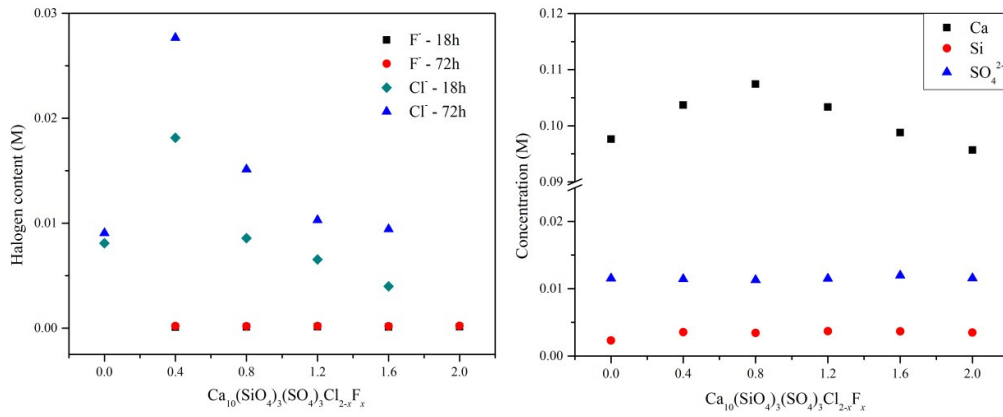 0.03
0.02
0.01
0.00
Halogen content (M)
F⁻ - 18h
F⁻ - 72h
Cl⁻ - 18h
Cl⁻ - 72h
0.0 0.4 0.8 1.2 1.6 2.0
Ca₁₀(SiO₄)₃(SO₄)₃Cl₂₋ₓFₓ
0.12
0.11
0.10
0.09
0.02
0.01
0.00
Concentration (M)
Ca
Si
SO₄²⁻
0.0 0.4 0.8 1.2 1.6 2.0
Ca₁₀(SiO₄)₃(SO₄)₃Cl₂₋ₓFₓ